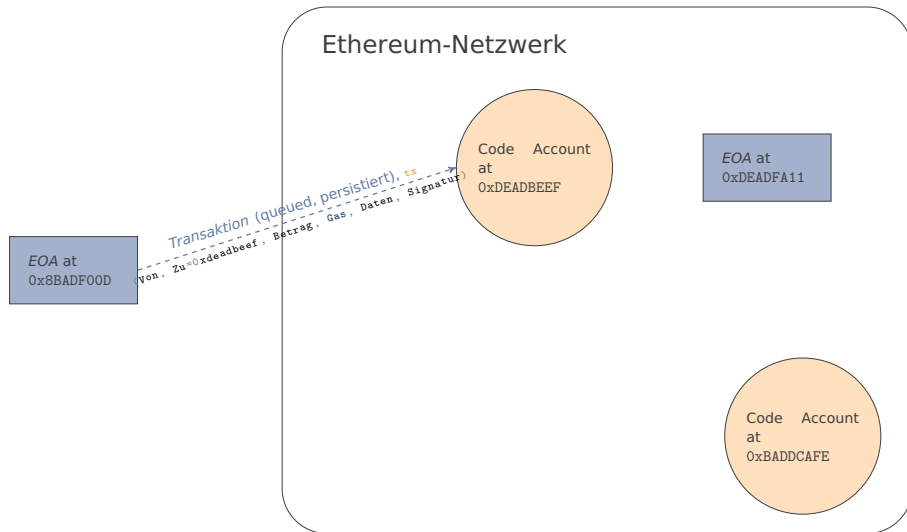 Ethereum-Netzwerk
Code Account
at
0xDEADBEEF
EOA at
0xDEADFA11
Transaktion (queued, persistiert), tx
(Von, Zu=0xdeadbeef, Betrag, Gas, Daten, Signatur)
EOA at
0x8BADF00D
Code Account
at
0xBADDCAFE